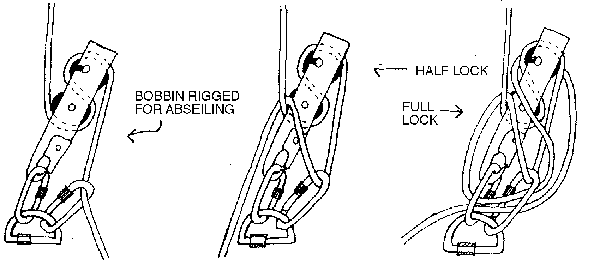 BOBBIN RIGGED
FOR ABSEILING
HALF LOCK
FULL
LOCK